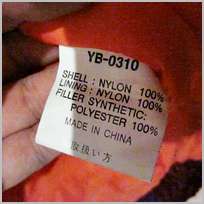 YB-0310
SHELL : NYLON 100%
LINING : NYLON 100%
FILLER SYNTHETIC:
POLYESTER 100%
MADE IN CHINA
取扱い方